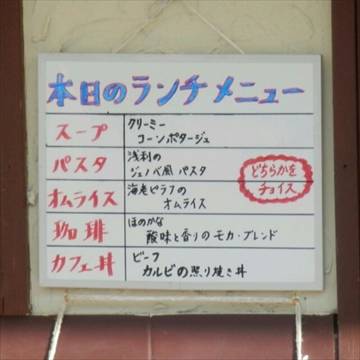 本日のランチメニュー
スープ
クリーミー
コーンポタージュ
パスタ
浅利の
ジェノベ風 パスタ
オムライス
海老ピラフの
オムライス
どちらかを
チョイス
珈琲
ほのかな
酸味と香りのモカ・ブレンド
カフェ丼
ビーフ
カルビの照り焼き丼